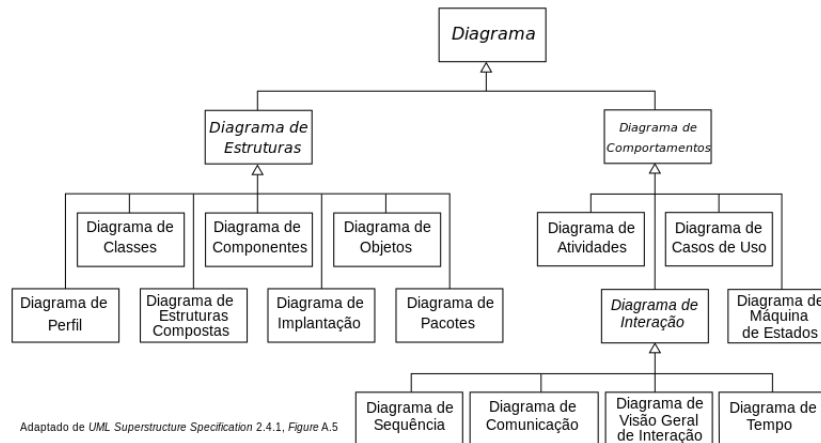 Diagrama
Diagrama de
Estruturas
Diagrama de
Comportamentos
Diagrama de
Classes
Diagrama de
Componentes
Diagrama de
Objetos
Diagrama de
Atividades
Diagrama de
Casos de Uso
Diagrama de
Perfil
Diagrama de
Estruturas
Compostas
Diagrama de
Implantação
Diagrama de
Pacotes
Diagrama de
Interação
Diagrama de
Máquina
de Estados
Diagrama de
Sequência
Diagrama de
Comunicação
Diagrama de
Visão Geral
de Interação
Diagrama de
Tempo
Adaptado de UML Superstructure Specification 2.4.1, Figure A.5